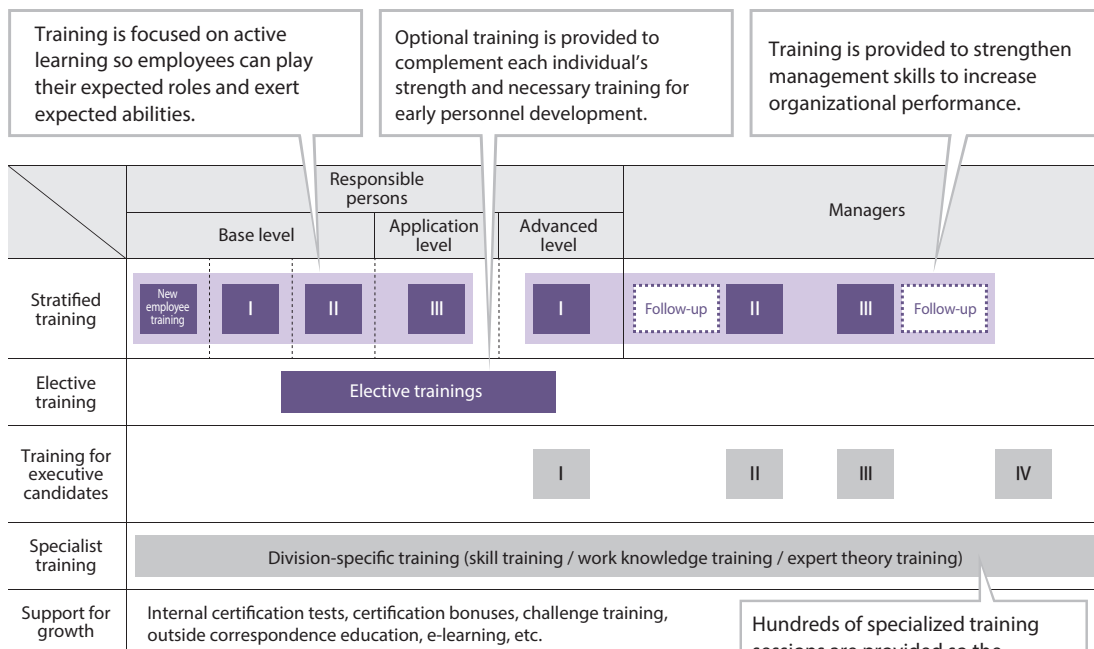 Training is focused on active
learning so employees can play
their expected roles and exert
expected abilities.
Optional training is provided to
complement each individual’s
strength and necessary training for
early personnel development.
Training is provided to strengthen
management skills to increase
organizational performance.
Responsible
persons
Managers
Base level
Application
level
Advanced
level
Stratified
training
New
employee
training
I
II
III
I
Follow-up
II
III
Follow-up
Elective
training
Elective trainings
Training for
executive
candidates
I
II
III
IV
Specialist
training
Division-specific training (skill training / work knowledge training / expert theory training)
Support for
growth
Internal certification tests, certification bonuses, challenge training,
outside correspondence education, e-learning, etc.
Hundreds of specialized training
sessions are provided so the